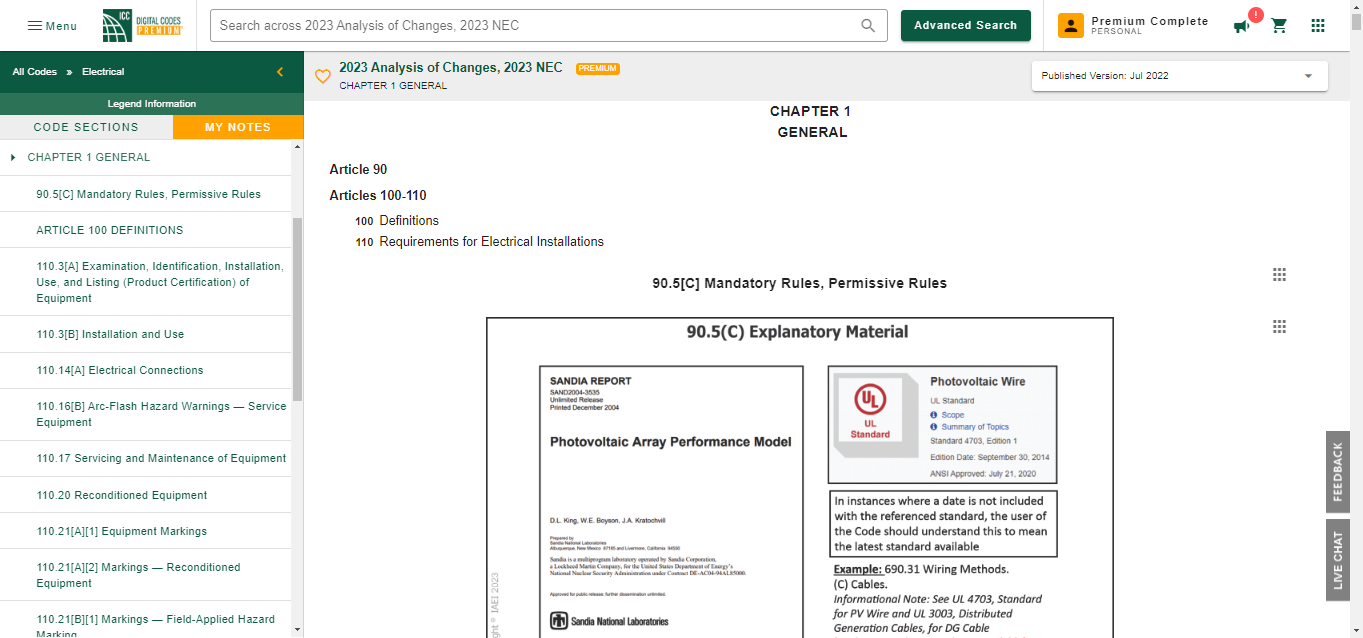 Menu
ICC
DIGITAL CODES
PREMIUM
Search across 2023 Analysis of Changes, 2023 NEC
Advanced Search
Premium Complete
PERSONAL
!
All Codes » Electrical
Legend Information
CODE SECTIONS
MY NOTES
CHAPTER 1 GENERAL
90.5[C] Mandatory Rules, Permissive Rules
ARTICLE 100 DEFINITIONS
110.3[A] Examination, Identification, Installation,
Use, and Listing (Product Certification) of
Equipment
110.3[B] Installation and Use
110.14[A] Electrical Connections
110.16[B] Arc-Flash Hazard Warnings — Service
Equipment
110.17 Servicing and Maintenance of Equipment
110.20 Reconditioned Equipment
110.21[A][1] Equipment Markings
110.21[A][2] Markings — Reconditioned
Equipment
110.21[B][1] Markings — Field-Applied Hazard
Marking
2023 Analysis of Changes, 2023 NEC PREMIUM
CHAPTER 1 GENERAL
Published Version: Jul 2022
CHAPTER 1
GENERAL
Article 90
Articles 100-110
100 Definitions
110 Requirements for Electrical Installations
90.5[C] Mandatory Rules, Permissive Rules
90.5(C) Explanatory Material
SANDIA REPORT
SAND2004-3535
Unlimited Release
Printed December 2004
Photovoltaic Array Performance Model
D.L. King, W.E. Boyson, J.A. Kratochvill
Prepared by
Sandia National Laboratories
Albuquerque, New Mexico 87185 and Livermore, California 94550
Sandia is a multiprogram laboratory operated by Sandia Corporation,
a Lockheed Martin Company, for the United States Department of Energy's
National Nuclear Security Administration under Contract DE-AC04-94AL85000.
Approved for public release; further dissemination unlimited.
Sandia National Laboratories
ght © IAEI 2023
UL
UL
Standard
Photovoltaic Wire
UL Standard
Scope
Summary of Topics
Standard 4703, Edition 1
Edition Date: September 30, 2014
ANSI Approved: July 21, 2020
In instances where a date is not included
with the referenced standard, the user of
the Code should understand this to mean
the latest standard available
Example: 690.31 Wiring Methods.
(C) Cables.
Informational Note: See UL 4703, Standard
for PV Wire and UL 3003, Distributed
Generation Cables, for DG Cable
FEEDBACK
LIVE CHAT